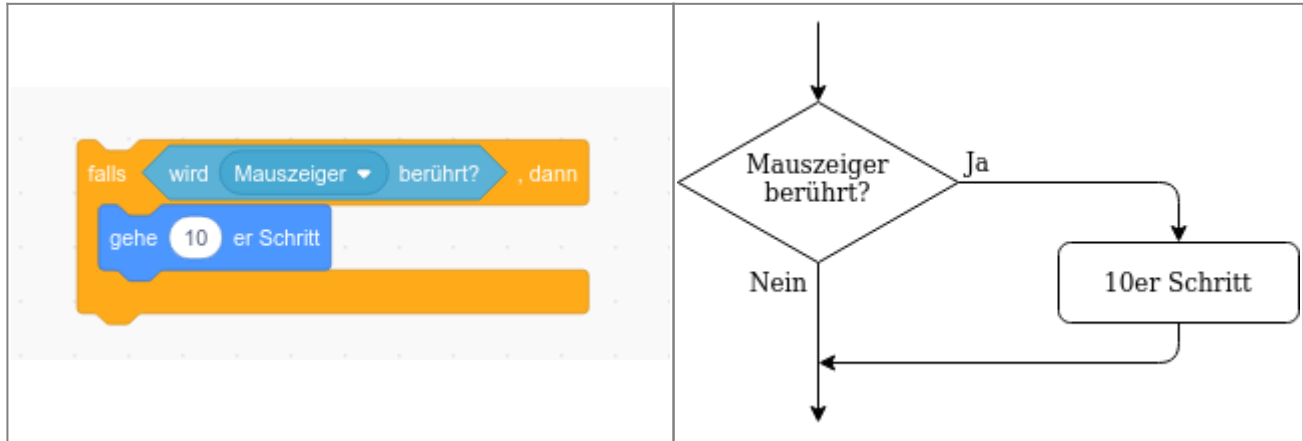 falls wird Mauszeiger berührt? , dann
gehe 10 er Schritt
Mauszeiger
berührt?
Ja
Nein
10er Schritt